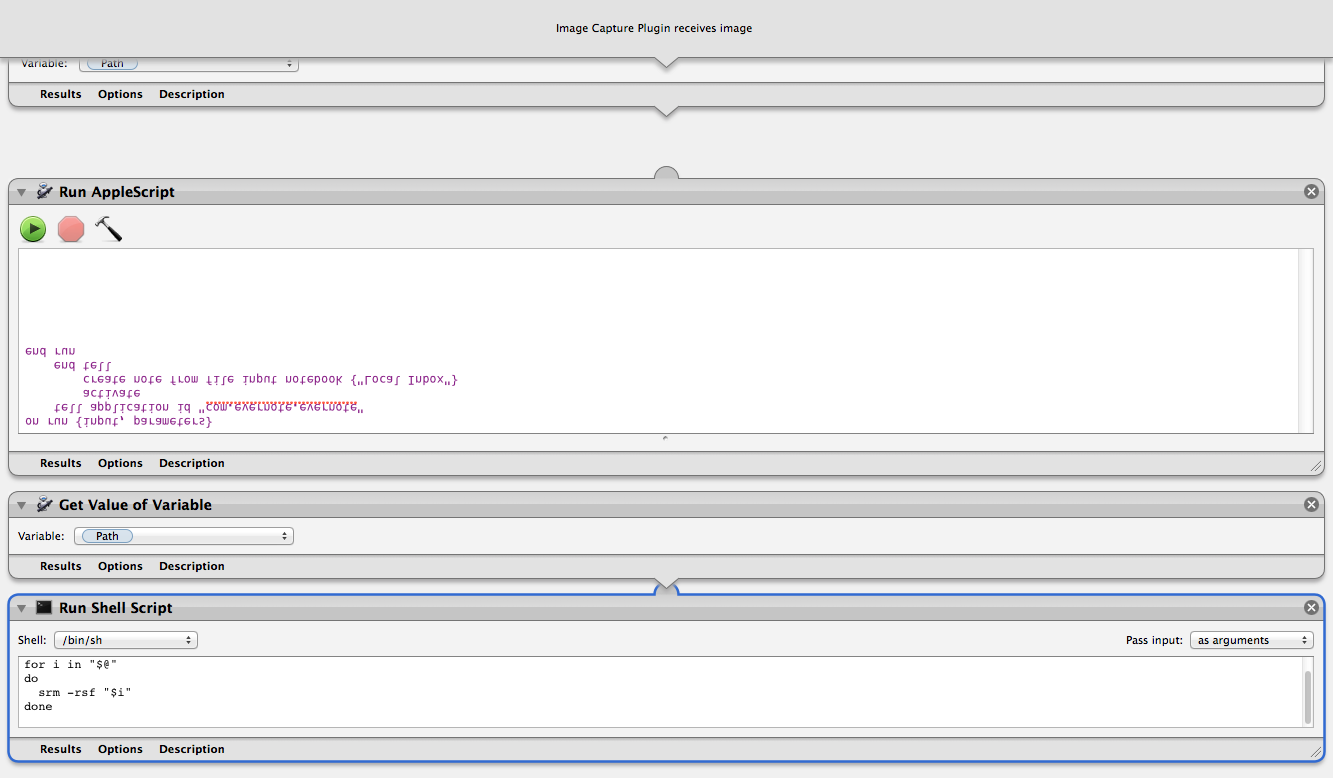 Image Capture Plugin receives image
Variable: Path
Results Options Description
Run AppleScript
on run {input, parameters}
tell application id "com.evernote.evernote"
activate
create note from file input notebook {"Local Inbox"}
end tell
end run
Results Options Description
Get Value of Variable
Variable: Path
Results Options Description
Run Shell Script
Shell: /bin/sh Pass input: as arguments
for i in "$@"
do
srm -rsf "$i"
done
Results Options Description